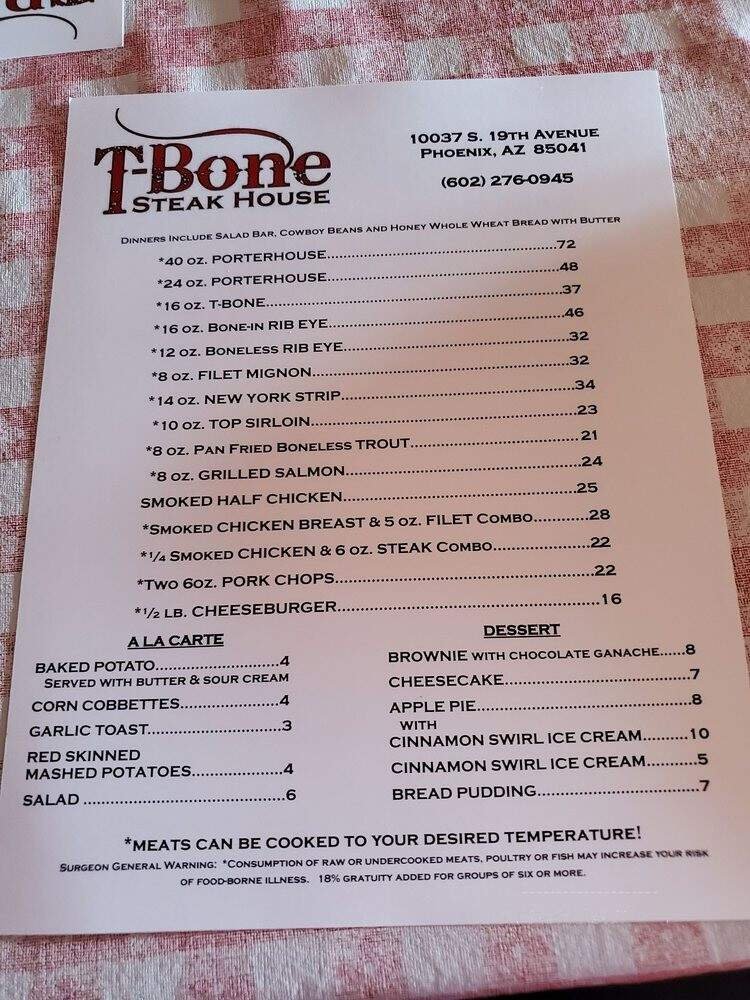 T-Bone
STEAK HOUSE
10037 S. 19TH AVENUE
PHOENIX, AZ 85041
(602) 276-0945
DINNERS INCLUDE SALAD BAR, COWBOY BEANS AND HONEY WHOLE WHEAT BREAD WITH BUTTER
*40 OZ. PORTERHOUSE...72
*24 OZ. PORTERHOUSE...48
*16 OZ. T-BONE...37
*16 OZ. BONE-IN RIB EYE...46
*12 OZ. BONELESS RIB EYE...32
*8 OZ. FILET MIGNON...32
*14 OZ. NEW YORK STRIP...34
*10 OZ. TOP SIRLOIN...23
*8 OZ. PAN FRIED BONELESS TROUT...21
*8 OZ. GRILLED SALMON...24
SMOKED HALF CHICKEN...25
*SMOKED CHICKEN BREAST & 5 OZ. FILET COMBO...28
*1/4 SMOKED CHICKEN & 6 OZ. STEAK COMBO...22
*TWO 6OZ. PORK CHOPS...22
*1/2 LB. CHEESEBURGER...16
A LA CARTE
BAKED POTATO...4
SERVED WITH BUTTER & SOUR CREAM
CORN COBBETTES...4
GARLIC TOAST...3
RED SKINNED
MASHED POTATOES...4
SALAD ...6
DESSERT
BROWNIE WITH CHOCOLATE GANACHE...8
CHEESECAKE...7
APPLE PIE...8
WITH
CINNAMON SWIRL ICE CREAM...10
CINNAMON SWIRL ICE CREAM...5
BREAD PUDDING...7
*MEATS CAN BE COOKED TO YOUR DESIRED TEMPERATURE!
SURGEON GENERAL WARNING: *CONSUMPTION OF RAW OR UNDERCOOKED MEATS, POULTRY OR FISH MAY INCREASE YOUR RISK
OF FOOD-BORNE ILLNESS. 18% GRATUITY ADDED FOR GROUPS OF SIX OR MORE.